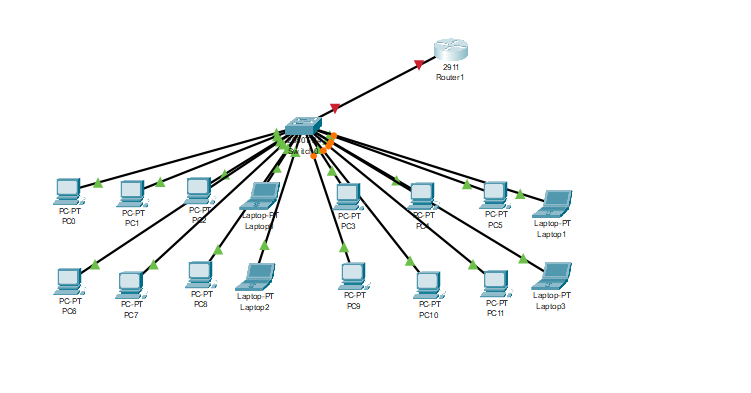 2911
Router1
PC-PT
PC0
PC-PT
PC1
PC-PT
PC2
Laptop-PT
PC-PT
PC3
PC-PT
PC4
PC-PT
PC5
Laptop-PT
Laptop1
PC-PT
PC6
PC-PT
PC7
PC-PT
PC8
Laptop-PT
Laptop2
PC-PT
PC9
PC-PT
PC10
PC-PT
PC11
Laptop-PT
Laptop3